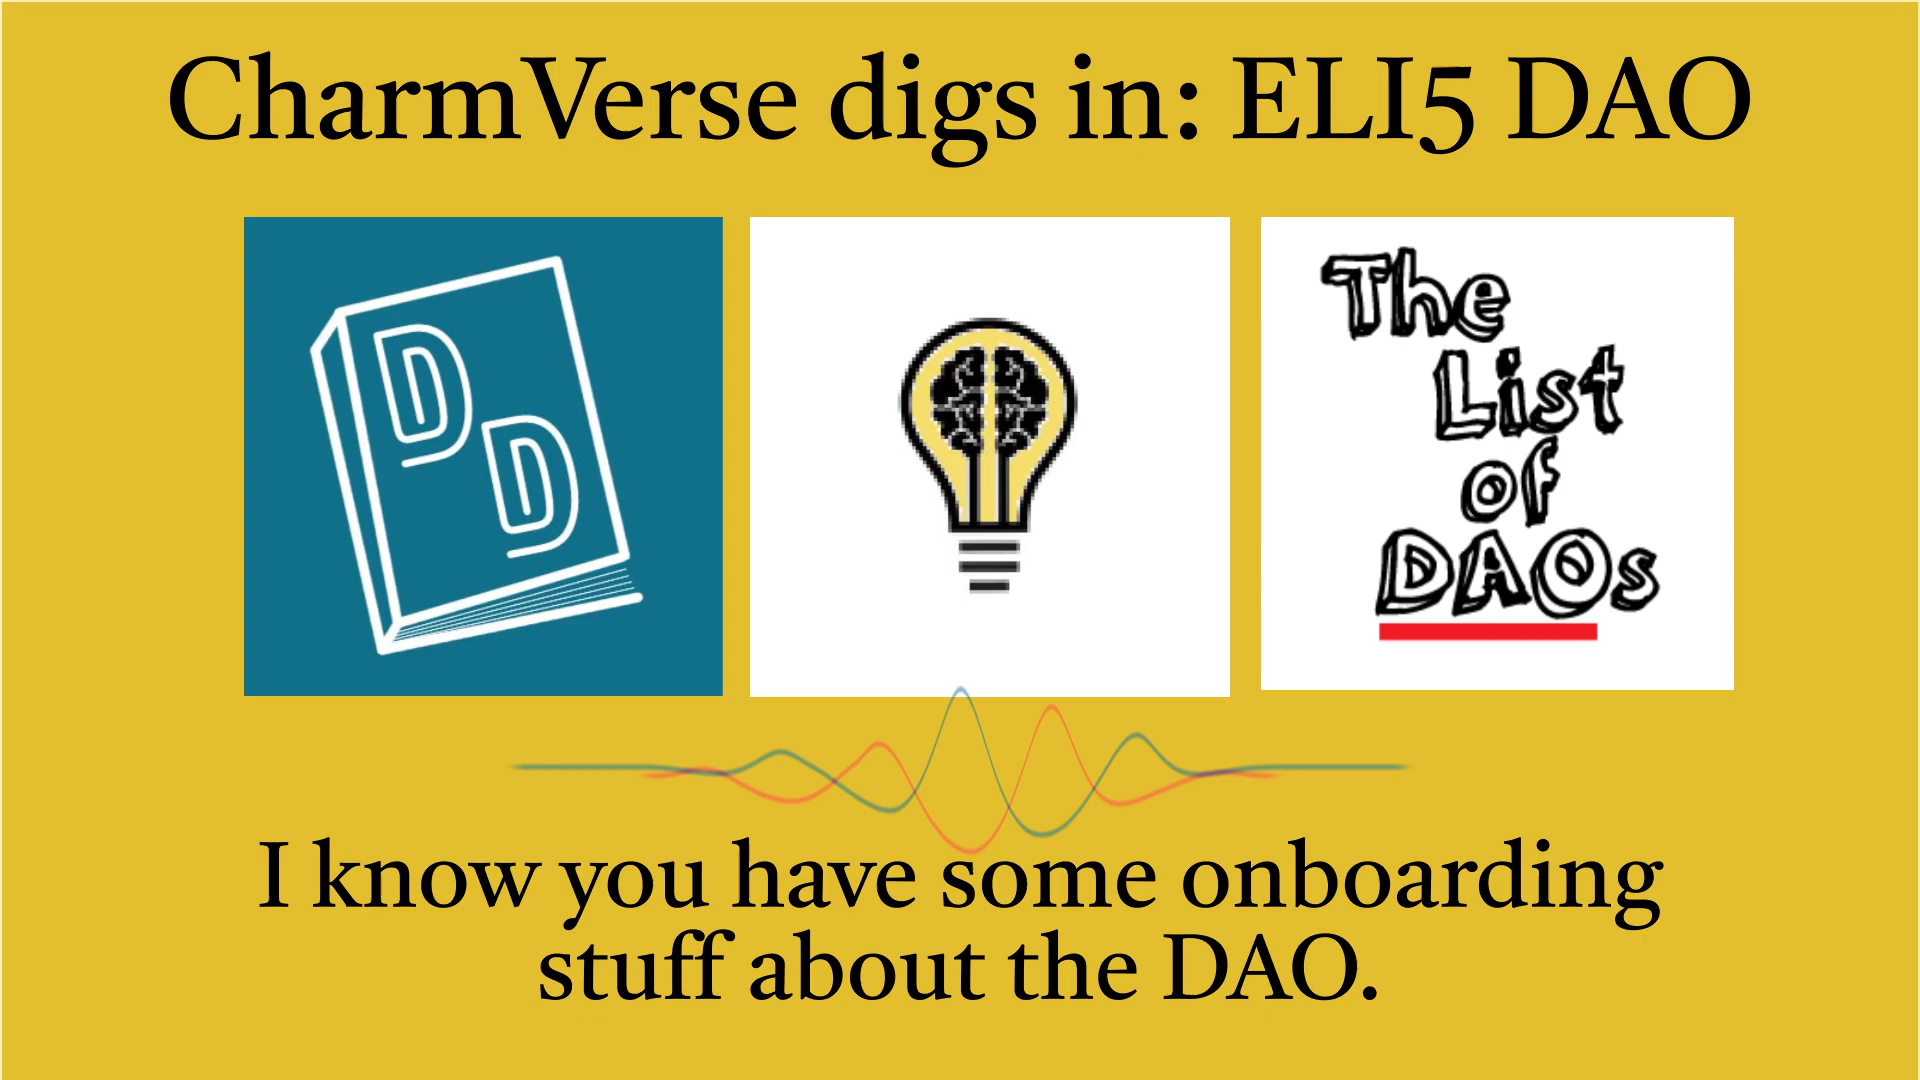 CharmVerse digs in: ELI5 DAO
DD
The
List
of
DAOs
I know you have some onboarding
stuff about the DAO.